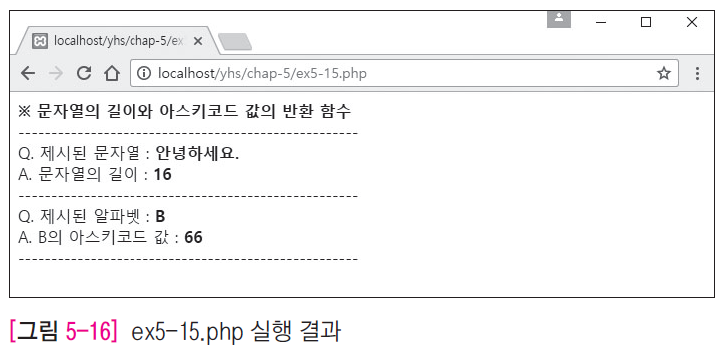 localhost/yhs/chap-5/ex5
localhost/yhs/chap-5/ex5-15.php
※ 문자열의 길이와 아스키코드 값의 반환 함수
----------------------------------------------------
Q. 제시된 문자열 : 안녕하세요.
A. 문자열의 길이 : 16
----------------------------------------------------
Q. 제시된 알파벳 : B
A. B의 아스키코드 값 : 66
----------------------------------------------------
[그림 5-16] ex5-15.php 실행 결과